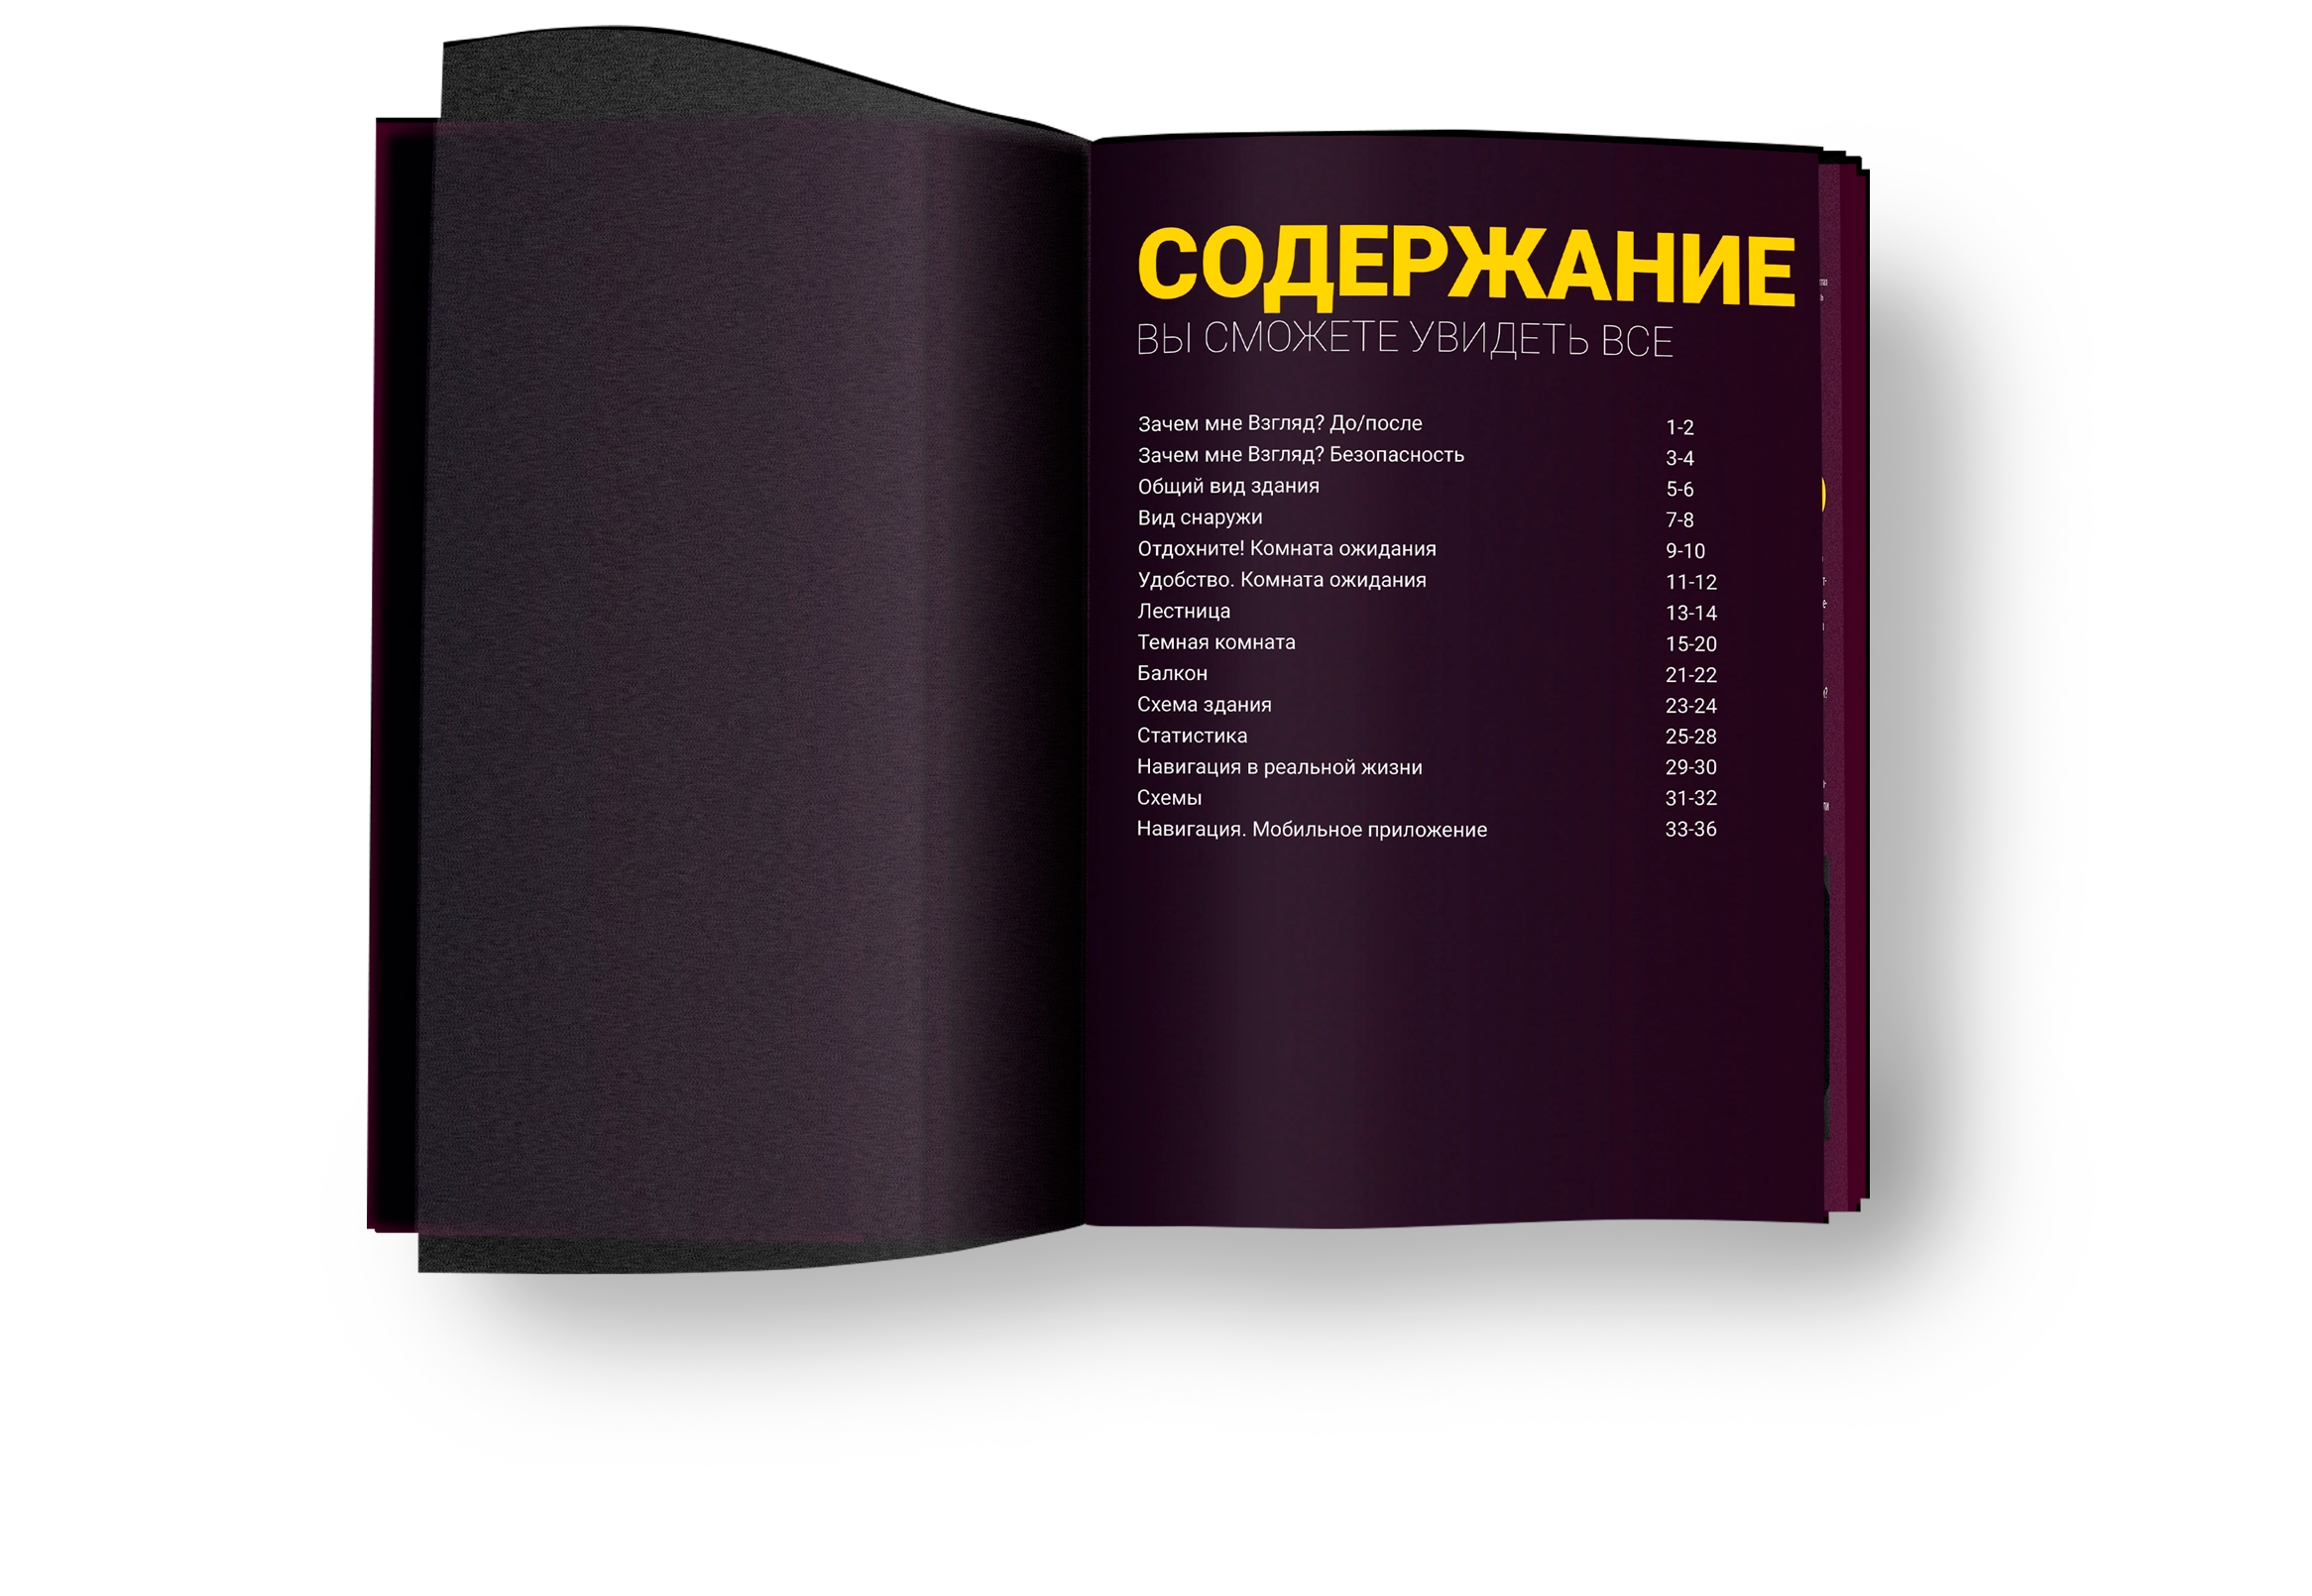 СОДЕРЖАНИЕ
ВЫ СМОЖЕТЕ УВИДЕТЬ ВСЕ
Зачем мне Взгляд? До/после 1-2
Зачем мне Взгляд? Безопасность 3-4
Общий вид здания 5-6
Вид снаружи 7-8
Отдохните! Комната ожидания 9-10
Удобство. Комната ожидания 11-12
Лестница 13-14
Темная комната 15-20
Балкон 21-22
Схема здания 23-24
Статистика 25-28
Навигация в реальной жизни 29-30
Схемы 31-32
Навигация. Мобильное приложение 33-36